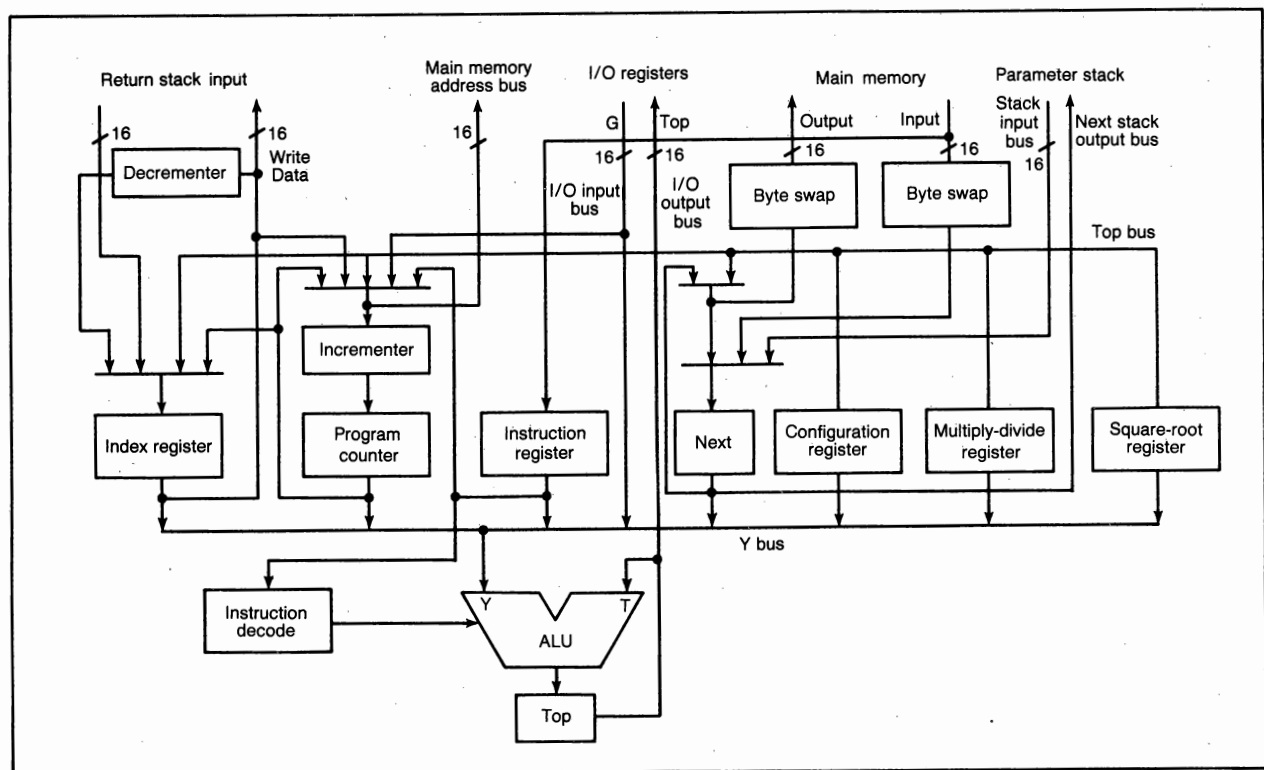 Return stack input
Main memory
address bus
I/O registers
Main memory
Parameter stack
16
16
Write
Data
16
G
Top
16
16
Output
16
Input
16
Stack
input
bus
16
Next stack
output bus
Decrementer
I/O input
bus
I/O
output
bus
Byte swap
Byte swap
Top bus
Incrementer
Index register
Program
counter
Instruction
register
Next
Configuration
register
Multiply-divide
register
Square-root
register
Y bus
Instruction
decode
Y
T
ALU
Top